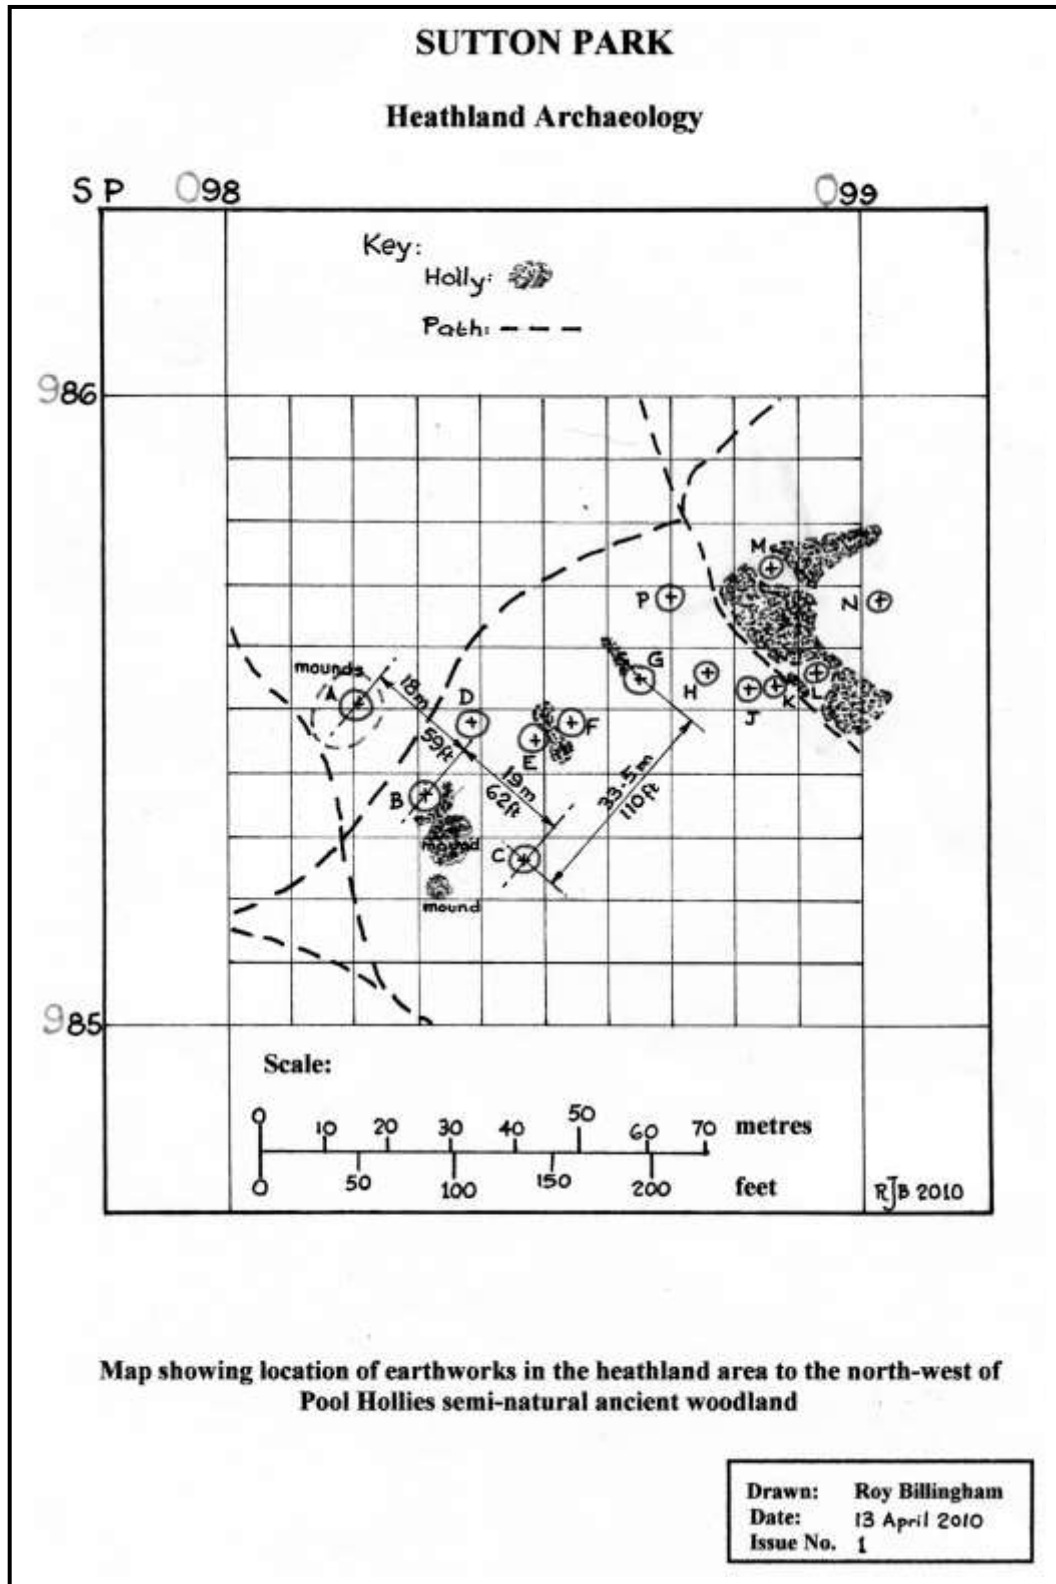 SUTTON PARK
Heathland Archaeology
SP 098 099
Key:
Holly:
Path:
986
M
P
N
mounds
G
A
18m
D
H
L
J
K
59ft
F
E
19m
33.5m
B
62ft
110ft
mound
C
mound
985
Scale:
0 10 20 30 40 50 60 70 metres
0 50 100 150 200 feet
RJB 2010
Map showing location of earthworks in the heathland area to the north-west of
Pool Hollies semi-natural ancient woodland
Drawn: Roy Billingham
Date: 13 April 2010
Issue No. 1